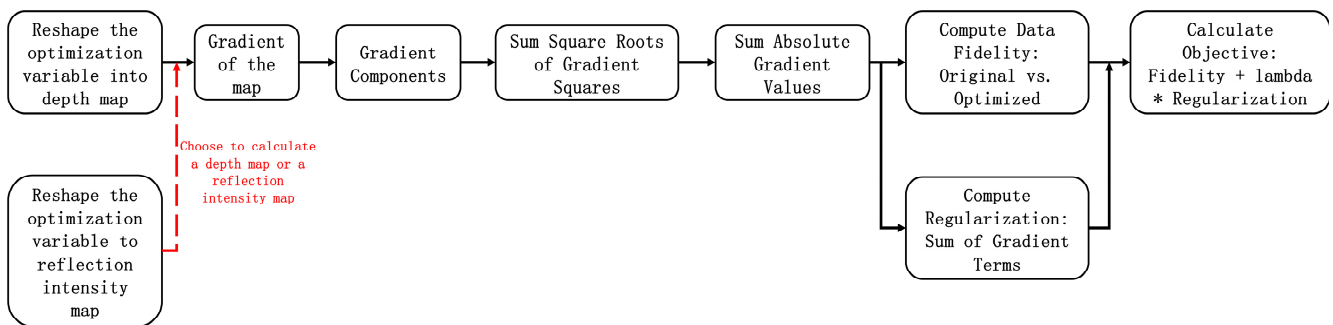 Reshape the
optimization
variable into
depth map
Gradient
of the
map
Gradient
Components
Sum Square Roots
of Gradient
Squares
Sum Absolute
Gradient
Values
Compute Data
Fidelity:
Original vs.
Optimized
Calculate
Objective:
Fidelity + lambda
* Regularization
Choose to calculate
a depth map or a
reflection
intensity map
Reshape the
optimization
variable to
reflection
intensity
map
Compute
Regularization:
Sum of Gradient
Terms